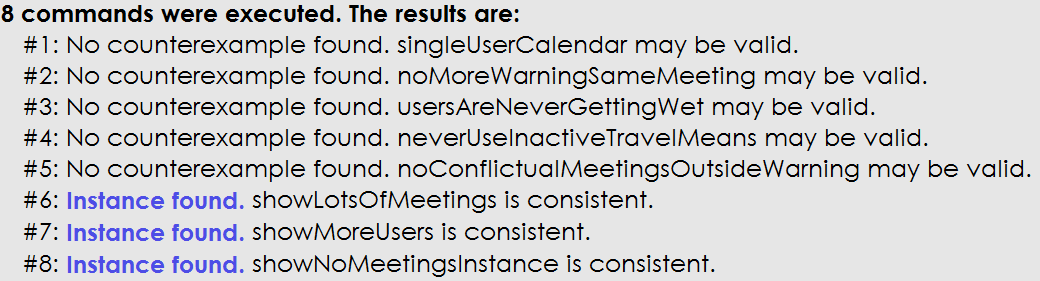 8 commands were executed. The results are:
#1: No counterexample found. singleUserCalendar may be valid.
#2: No counterexample found. noMoreWarningSameMeeting may be valid.
#3: No counterexample found. usersAreNeverGettingWet may be valid.
#4: No counterexample found. neverUseInactiveTravelMeans may be valid.
#5: No counterexample found. noConflictualMeetingsOutsideWarning may be valid.
#6: Instance found. showLotsOfMeetings is consistent.
#7: Instance found. showMoreUsers is consistent.
#8: Instance found. showNoMeetingsInstance is consistent.